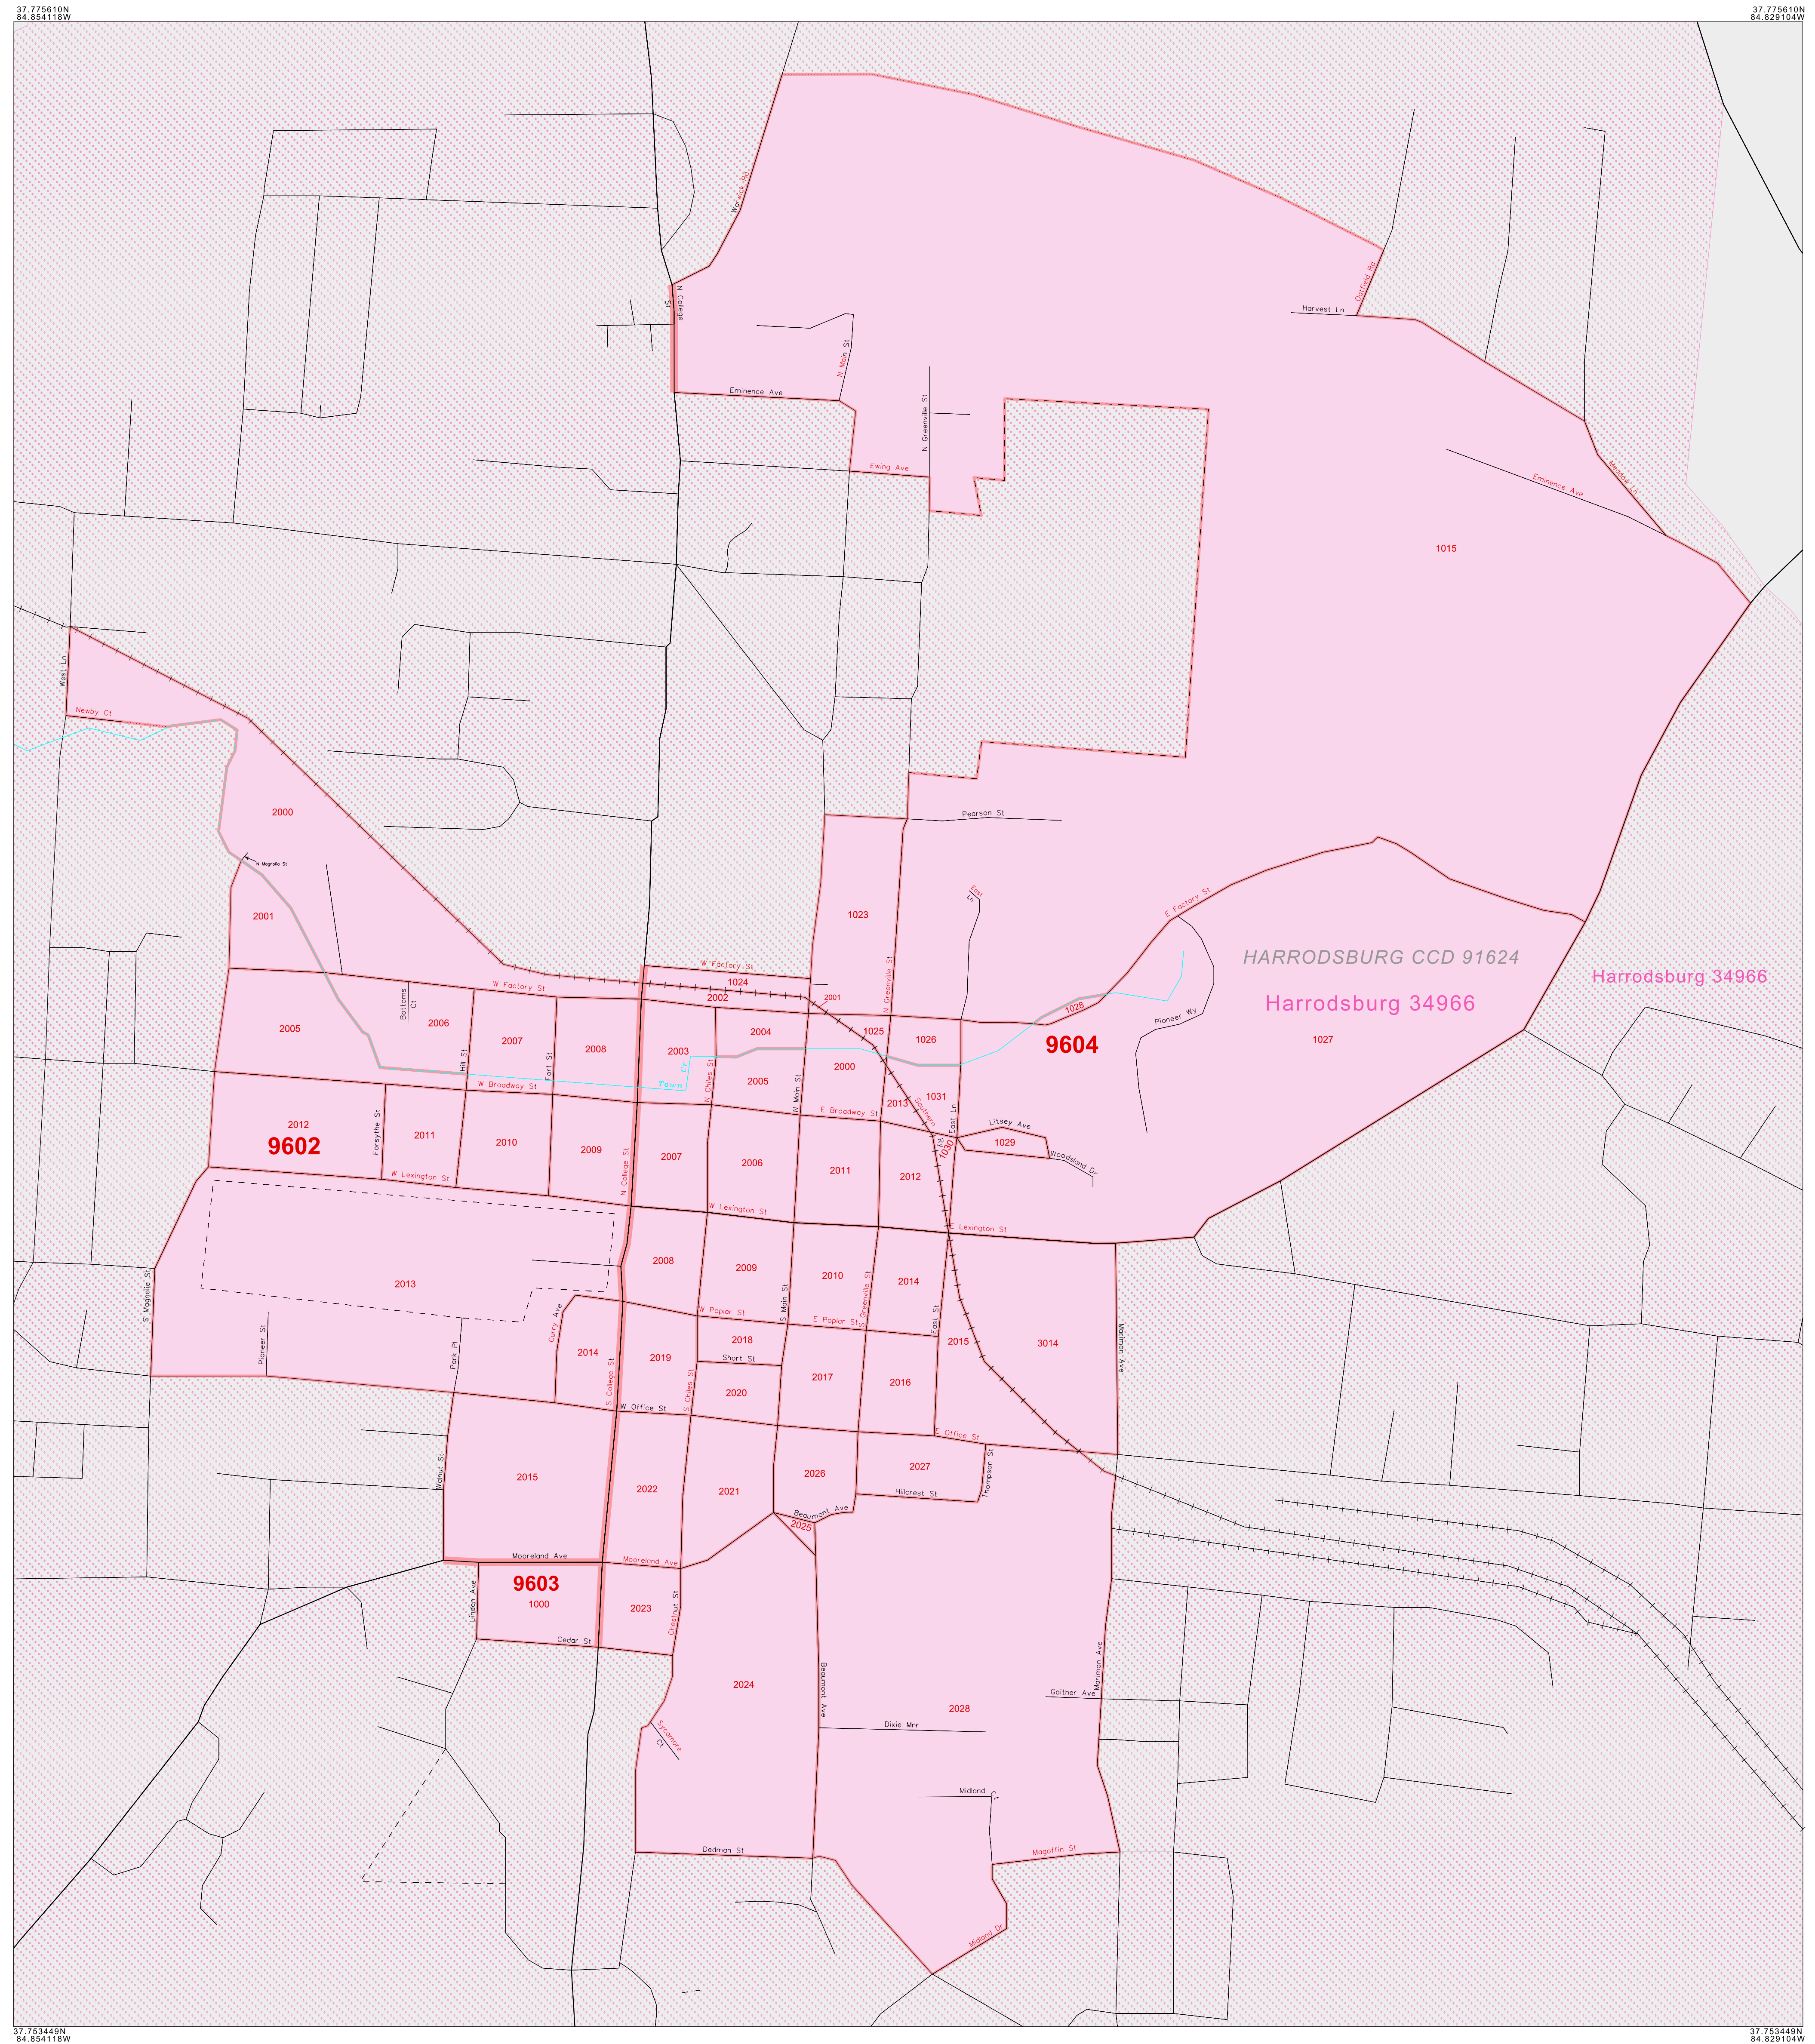 37.775610N
84.854118W
37.775610N
84.829104W
Warwick Rd
N College
St
Oatfield Rd
Harvest Ln
N Main St
Eminence Ave
N Greenville St
Ewing Ave
Meadow Ln
Eminence Ave
1015
West Ln
Newby Ct
2000
Pearson St
N Magnolia St
East
Ln
E Factory St
2001
1023
HARRODSBURG CCD 91624
Harrodsburg 34966
Harrodsburg 34966
W Factory St
1024
W Factory St
2002
2001
N Greenville St
1028
Bottoms
Ct
Pioneer Wy
2005
2006
2007
2008
2003
2004
1025
1026
9604
1027
Hill St
Fort St
Town
Cr
N Chiles St
2005
2000
N Main St
W Broadway St
E Broadway St
2013
1031
Southern
Ry
East Ln
Litsey Ave
1029
1030
Woodsland Dr
2012
9602
Forsythe St
2011
2010
2009
N College St
2007
2006
2011
2012
W Lexington St
W Lexington St
E Lexington St
2013
S Magnolia St
2008
2009
2010
2014
S Main St
S Greenville St
East St
W Poplar St
E Poplar St
Curry Ave
Pioneer St
Park Pl
2014
S College St
2019
2018
Short St
2020
S Chiles St
2017
2016
2015
3014
Marimon Ave
W Office St
E Office St
Walnut St
2015
2022
2021
2026
2027
Thompson St
Hillcrest St
Beaumont Ave
2025
Mooreland Ave
Mooreland Ave
9603
1000
Linden Ave
2023
Chestnut St
Cedar St
2024
Beaumont Ave
2028
Marimon Ave
Gaither Ave
Dixie Mnr
Sycamore
Ct
Midland
Ct
Dedman St
Magoffin St
Midland Dr
37.753449N
84.854118W
37.753449N
84.829104W